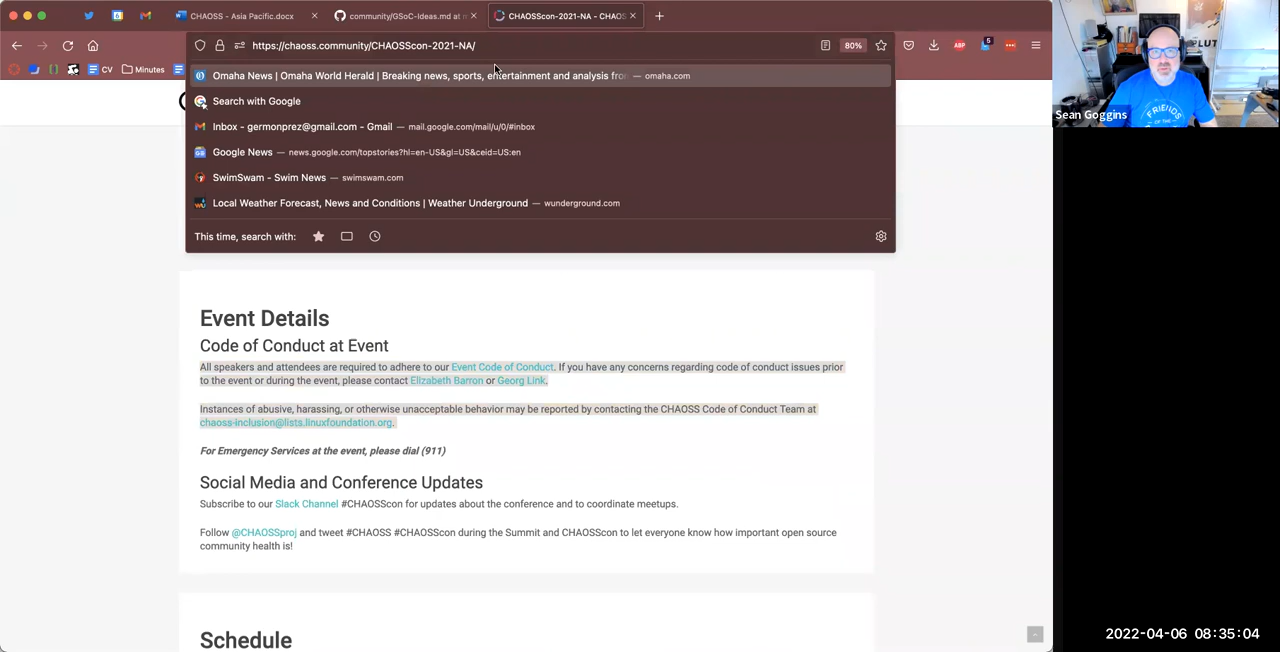 CHAOSS - Asia Pacific.docx
community/GSoC-Ideas.md at m
CHAOSScon-2021-NA - CHAOS
https://chaoss.community/CHAOSScon-2021-NA/
80%
ABP
5
CV
Minutes
Omaha News | Omaha World Herald | Breaking news, sports, entertainment and analysis from — omaha.com
Search with Google
Inbox - germonprez@gmail.com - Gmail — mail.google.com/mail/u/0/#inbox
Google News — news.google.com/topstories?hl=en-US&gl=US&ceid=US:en
SwimSwam - Swim News — swimswam.com
Local Weather Forecast, News and Conditions | Weather Underground — wunderground.com
This time, search with:
Event Details
Code of Conduct at Event
All speakers and attendees are required to adhere to our Event Code of Conduct. If you have any concerns regarding code of conduct issues prior
to the event or during the event, please contact Elizabeth Barron or Georg Link.
Instances of abusive, harassing, or otherwise unacceptable behavior may be reported by contacting the CHAOSS Code of Conduct Team at
chaoss-inclusion@lists.linuxfoundation.org.
For Emergency Services at the event, please dial (911)
Social Media and Conference Updates
Subscribe to our Slack Channel #CHAOSScon for updates about the conference and to coordinate meetups.
Follow @CHAOSSproj and tweet #CHAOSS #CHAOSScon during the Summit and CHAOSScon to let everyone know how important open source
community health is!
Schedule
Sean Goggins
FRIENDS
OF THE
PLUT
2022-04-06 08:35:04